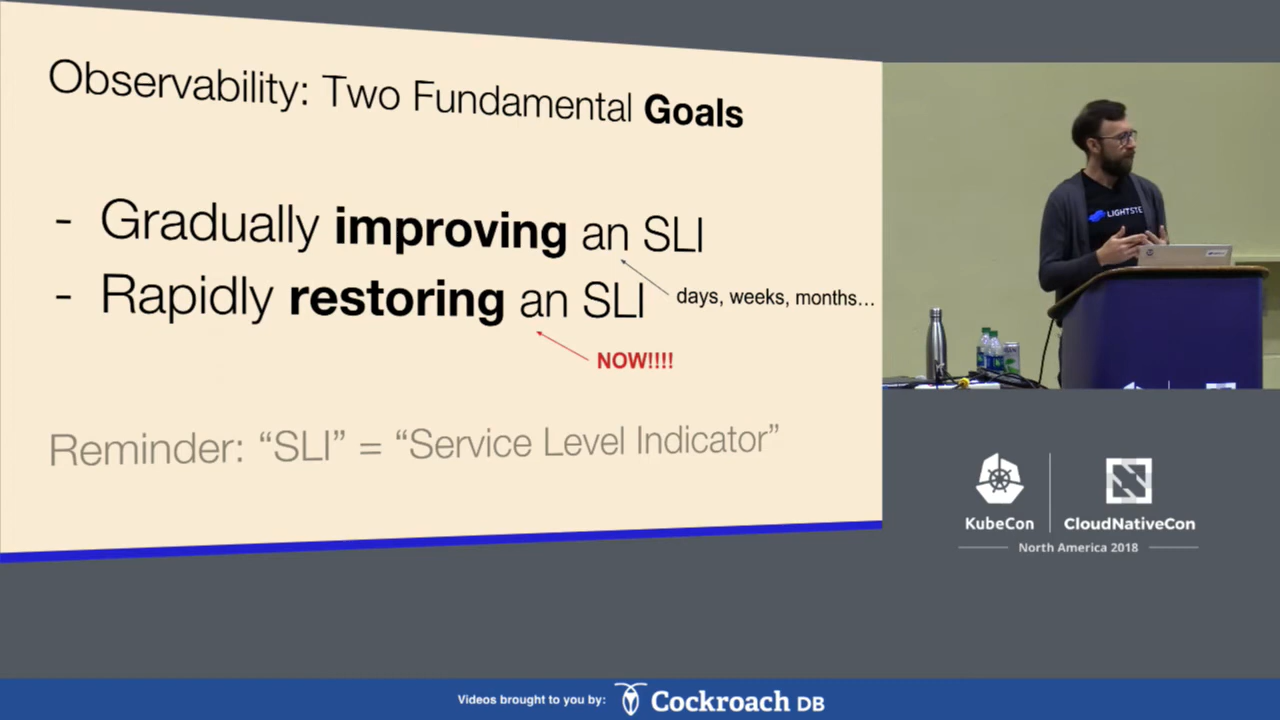 Observability: Two Fundamental Goals
- Gradually improving an SLI
days, weeks, months...
- Rapidly restoring an SLI
NOW!!!!
Reminder: “SLI” = “Service Level Indicator”
LIGHTSTE
KubeCon
CloudNativeCon
North America 2018
Videos brought to you by:
Cockroach DB